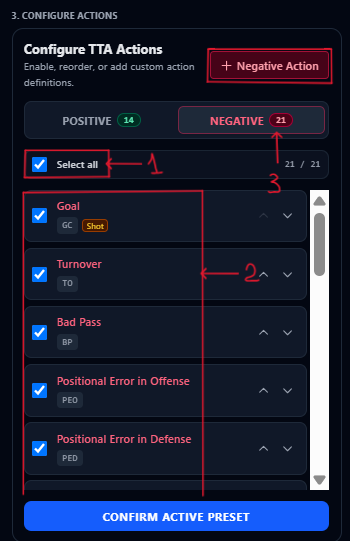 3. CONFIGURE ACTIONS
Configure TTA Actions
Enable, reorder, or add custom action
definitions.
+ Negative Action
POSITIVE 14
NEGATIVE 21
Select all
1
21 / 21
3
Goal
GC Shot
Turnover
TO
2
Bad Pass
BP
Positional Error in Offense
PEO
Positional Error in Defense
PED
CONFIRM ACTIVE PRESET